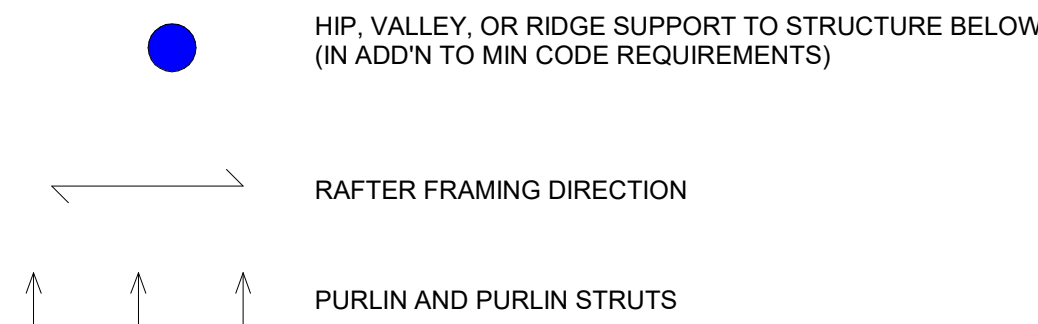 HIP, VALLEY, OR RIDGE SUPPORT TO STRUCTURE BELOW
(IN ADD'N TO MIN CODE REQUIREMENTS)
RAFTER FRAMING DIRECTION
PURLIN AND PURLIN STRUTS